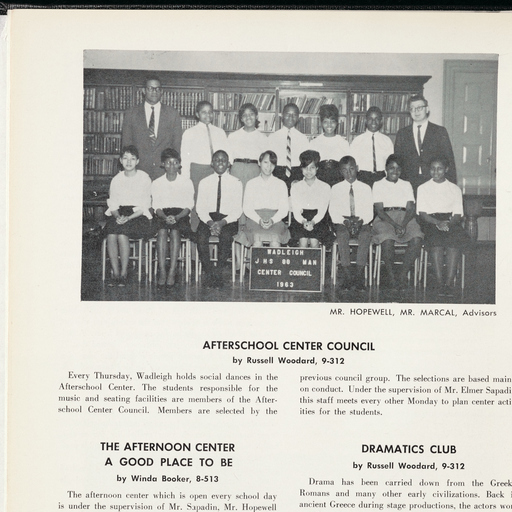 WADLEIGH
JHS 88 MAN
CENTER COUNCIL
1963
MR. HOPEWELL, MR. MARCAL, Advisors
AFTERSCHOOL CENTER COUNCIL
by Russell Woodard, 9-312
Every Thursday, Wadleigh holds social dances in the
Afterschool Center. The students responsible for the
music and seating facilities are members of the After-
school Center Council. Members are selected by the
previous council group. The selections are based main
on conduct. Under the supervision of Mr. Elmer Sapadi
this staff meets every other Monday to plan center acti
ities for the students.
THE AFTERNOON CENTER
A GOOD PLACE TO BE
by Winda Booker, 8-513
The afternoon center which is open every school day
is under the supervision of Mr. Sapadin, Mr. Hopewell
DRAMATICS CLUB
by Russell Woodard, 9-312
Drama has been carried down from the Greek
Romans and many other early civilizations. Back
ancient Greece during stage productions, the actors wo